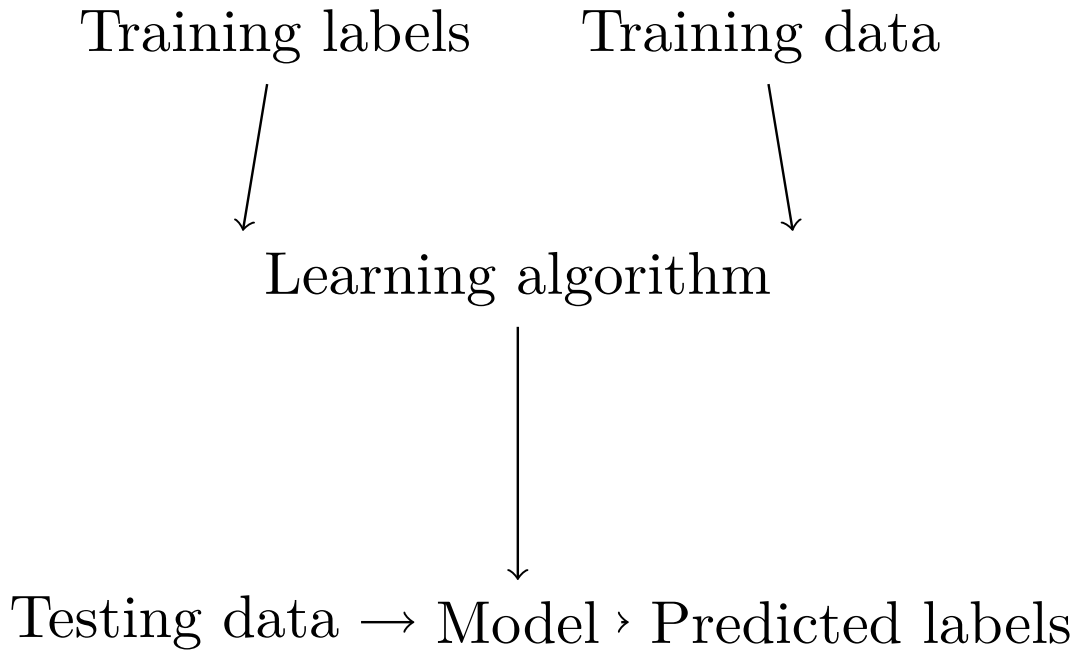 Training labels Training data
Learning algorithm
Testing data → Model › Predicted labels